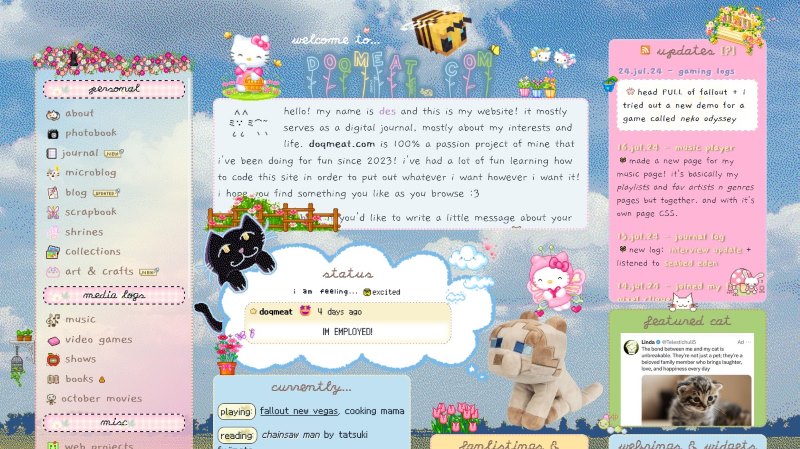 personal
about
photobook
journal NEW
microblog
blog UPDATED
scrapbook
shrines
collections
art & crafts NEW
media logs
music
video games
shows
books
october movies
misc
web projects
welcome to...
DOQMEAT.COM
hello! my name is des and this is my website! it mostly
serves as a digital journal, mostly about my interests and
life. doqmeat.com is 100% a passion project of mine that
i've been doing for fun since 2023! i've had a lot of fun learning how
to code this site in order to put out whatever i want however i want it!
i hope you find something you like as you browse :3
you'd like to write a little message about your
status
i am feeling... excited
doqmeat 4 days ago
IM EMPLOYED!
currently...
playing: fallout new vegas, cooking mama
reading: chainsaw man by tatsuki
fujimoto
fanlistings &
updates [?]
24.jul.24 - gaming logs
head FULL of fallout + i
tried out a new demo for a
game called neko odyssey
16.jul.24 - music player
made a new page for my
music page! it's basically my
playlists and fav artists n genres
pages but together. and with it's
own page CSS.
15.jul.24 - journal log
new log: interview update +
listened to seabed eden
14.jul.24 - joined my
featured cat
Linda @Telestichul15
Ad
The bond between me and my cat is
unbreakable. They're not just a pet; they're a
beloved family member who brings laughter,
love, and happiness every day
webrings & widgets